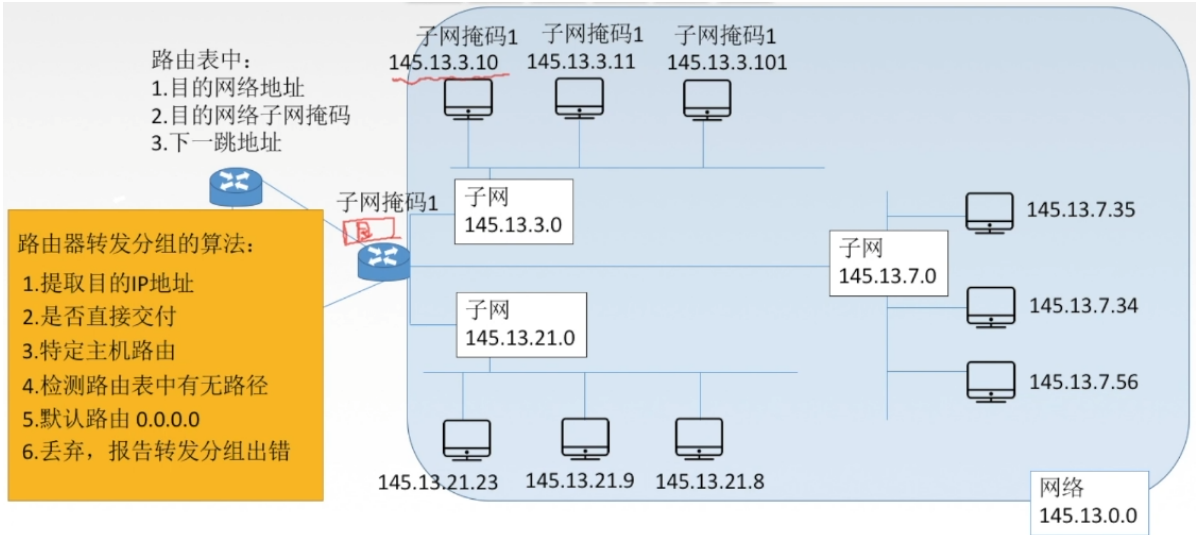 子网掩码1 子网掩码1 子网掩码1
145.13.3.10 145.13.3.11 145.13.3.101
路由表中：
1.目的网络地址
2.目的网络子网掩码
3.下一跳地址
子网掩码1
子网
145.13.3.0
路由器转发分组的算法：
1.提取目的IP地址
2.是否直接交付
3.特定主机路由
4.检测路由表中有无路径
5.默认路由 0.0.0.0
6.丢弃，报告转发分组出错
子网
145.13.7.0
145.13.7.35
145.13.7.34
145.13.7.56
子网
145.13.21.0
145.13.21.23 145.13.21.9 145.13.21.8
网络
145.13.0.0